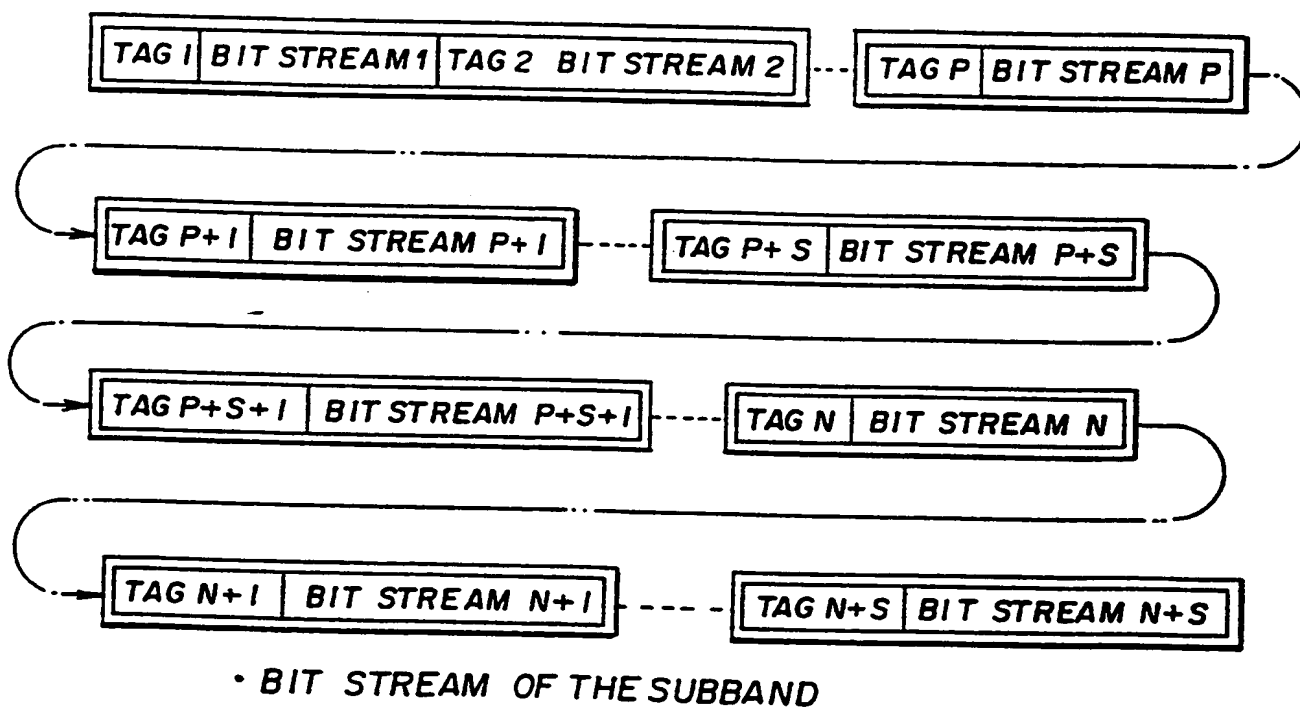 TAG 1 BIT STREAM 1 TAG 2 BIT STREAM 2 TAG P BIT STREAM P
TAG P+1 BIT STREAM P+1 TAG P+S BIT STREAM P+S
TAG P+S+1 BIT STREAM P+S+1 TAG N BIT STREAM N
TAG N+1 BIT STREAM N+1 TAG N+S BIT STREAM N+S
• BIT STREAM OF THE SUBBAND